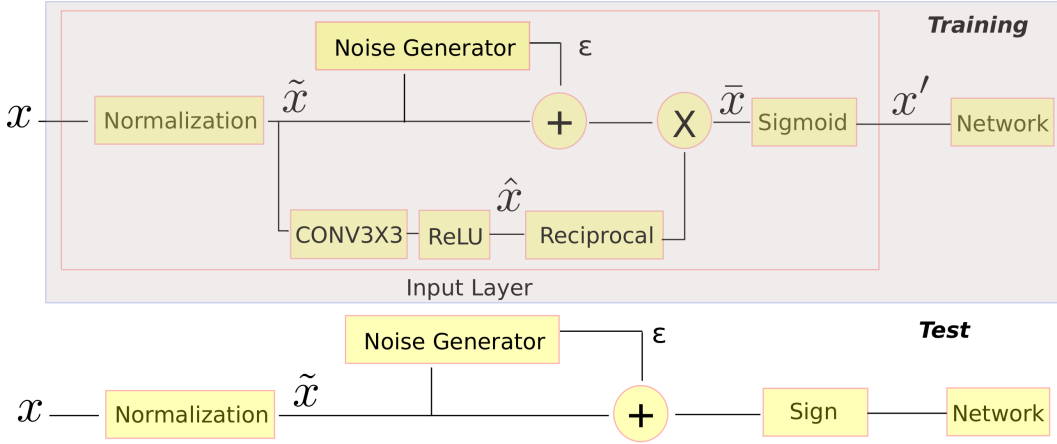 Training
Noise Generator
ε
x
Normalization
x̃
+
X
x̄
Sigmoid
x′
Network
CONV3X3
ReLU
x̂
Reciprocal
Input Layer
Test
Noise Generator
ε
x
Normalization
x̃
+
Sign
Network